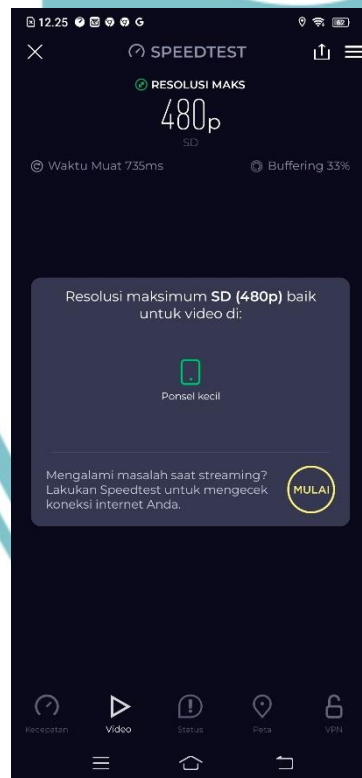 12.25 G 62
SPEEDTEST
RESOLUSI MAKS
480p
SD
Waktu Muat 735ms Buffering 33%
Resolusi maksimum SD (480p) baik
untuk video di:
Ponsel kecil
Mengalami masalah saat streaming?
Lakukan Speedtest untuk mengecek
koneksi internet Anda.
MULAI
Kecepatan Video Status Peta VPN